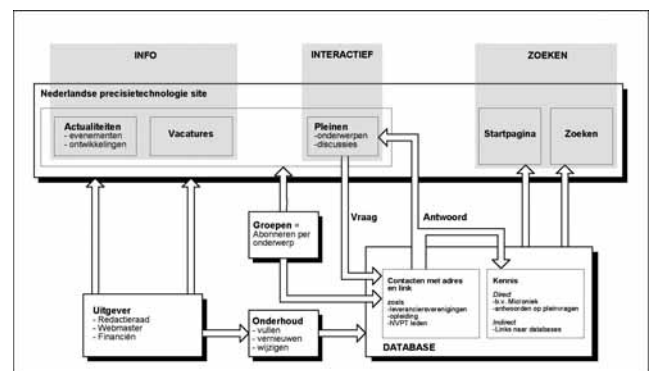 INFO
INTERACTIEF
ZOEKEN
Nederlandse precisietechnologie site
Actualiteiten
- evenementen
- ontwikkelingen
Vacatures
Pleinen
-onderwerpen
-discussies
Startpagina
Zoeken
Groepen =
Abonneren per
onderwerp
Vraag
Antwoord
Uitgever
- Redactieraad
- Webmaster
- Financiën
Onderhoud
- vullen
- vernieuwen
- wijzigen
Contacten met adres
en link
zoals
-leveranciersverenigingen
-opleiding
-NVPT leden
Kennis
Direct
-b.v. Microniek
-antwoorden op pleinvragen
Indirect
-Links naar databases
DATABASE